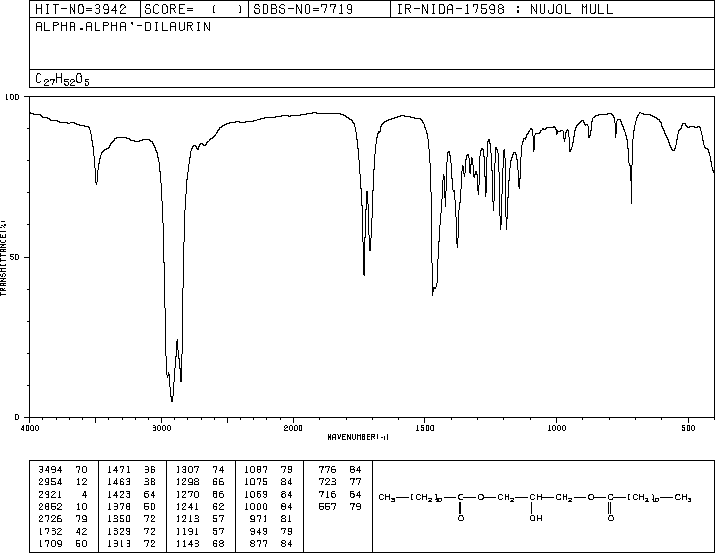 HIT-NO=3942 SCORE= ( ) SDBS-NO=7719 IR-NIDA-17598 : NUJOL MULL
ALPHA,ALPHA'-DILAURIN
C27H52O5
100
50
0
TRANSMITTANCE(%)
4000 3000 2000 1500 1000 500
WAVENUMBER(-1)
3494 70 1471 36 1307 74 1087 79 776 84
2954 12 1463 38 1298 66 1075 84 723 77
2921 4 1423 64 1270 66 1069 84 716 64
2852 10 1378 50 1241 62 1000 84 667 79
2726 79 1350 72 1213 57 971 81
1732 42 1329 72 1191 57 949 79
1709 50 1313 72 1143 68 877 84
CH3—(CH2)10—C—O—CH2—CH—CH2—O—C—(CH2)10—CH3
O OH O